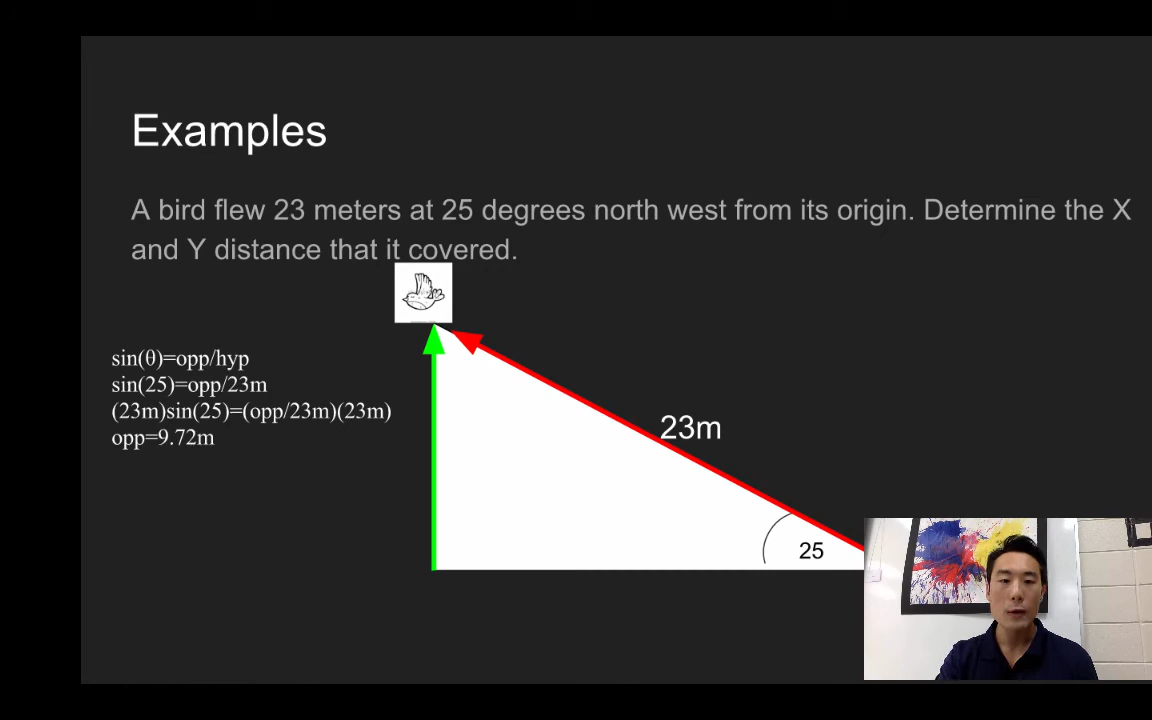 Examples
A bird flew 23 meters at 25 degrees north west from its origin. Determine the X
and Y distance that it covered.
sin(θ)=opp/hyp
sin(25)=opp/23m
(23m)sin(25)=(opp/23m)(23m)
opp=9.72m
23m
25